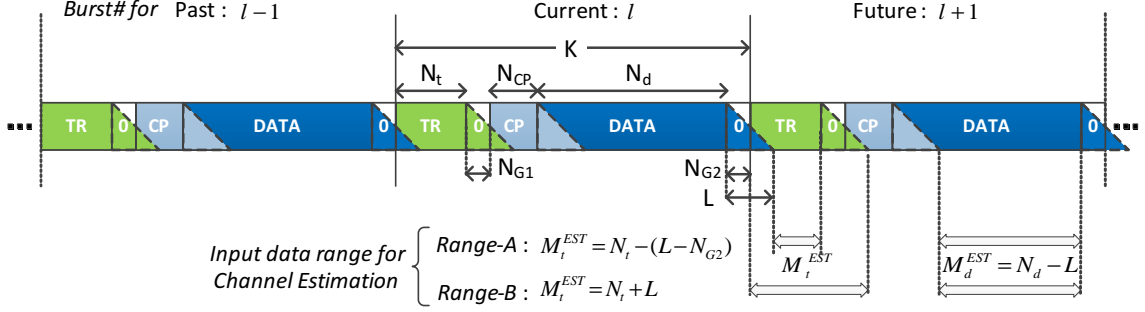 Burst# for Past : l−1 Current : l Future : l+1
K
N_t N_CP N_d
... TR 0 CP DATA 0 TR 0 CP DATA 0 TR 0 CP DATA 0 ...
N_G1 N_G2
L
Input data range for Channel Estimation
Range-A : M_t^{EST} = N_t − (L − N_{G2})
Range-B : M_t^{EST} = N_t + L
M_t^{EST} M_d^{EST} = N_d − L